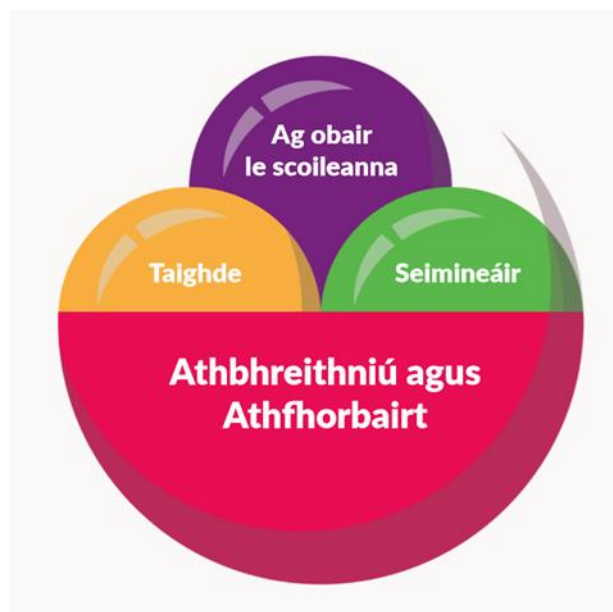 Ag obair
le scoileanna
Taighde
Seimineáir
Athbhreithniú agus
Athfhorbairt